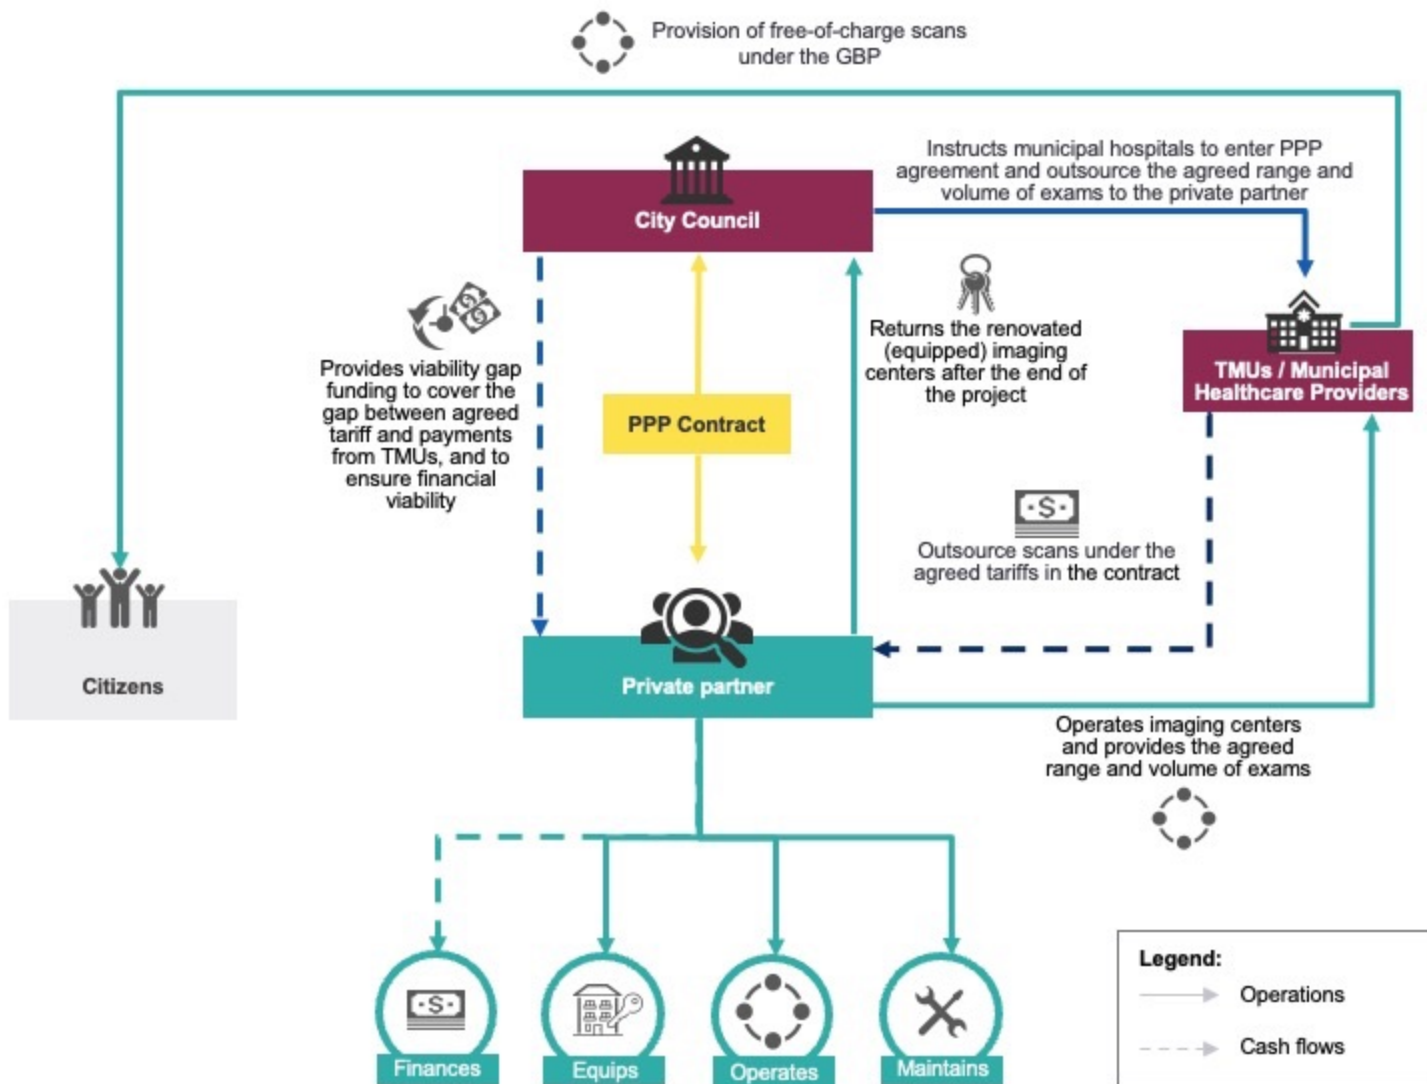 Provision of free-of-charge scans
under the GBP
Instructs municipal hospitals to enter PPP
agreement and outsource the agreed range and
volume of exams to the private partner
City Council
Returns the renovated
(equipped) imaging
centers after the end of
the project
TMUs / Municipal
Healthcare Providers
Provides viability gap
funding to cover the
gap between agreed
tariff and payments
from TMUs, and to
ensure financial
viability
PPP Contract
Outsource scans under the
agreed tariffs in the contract
Citizens
Private partner
Operates imaging centers
and provides the agreed
range and volume of exams
Finances
Equips
Operates
Maintains
Legend:
Operations
Cash flows